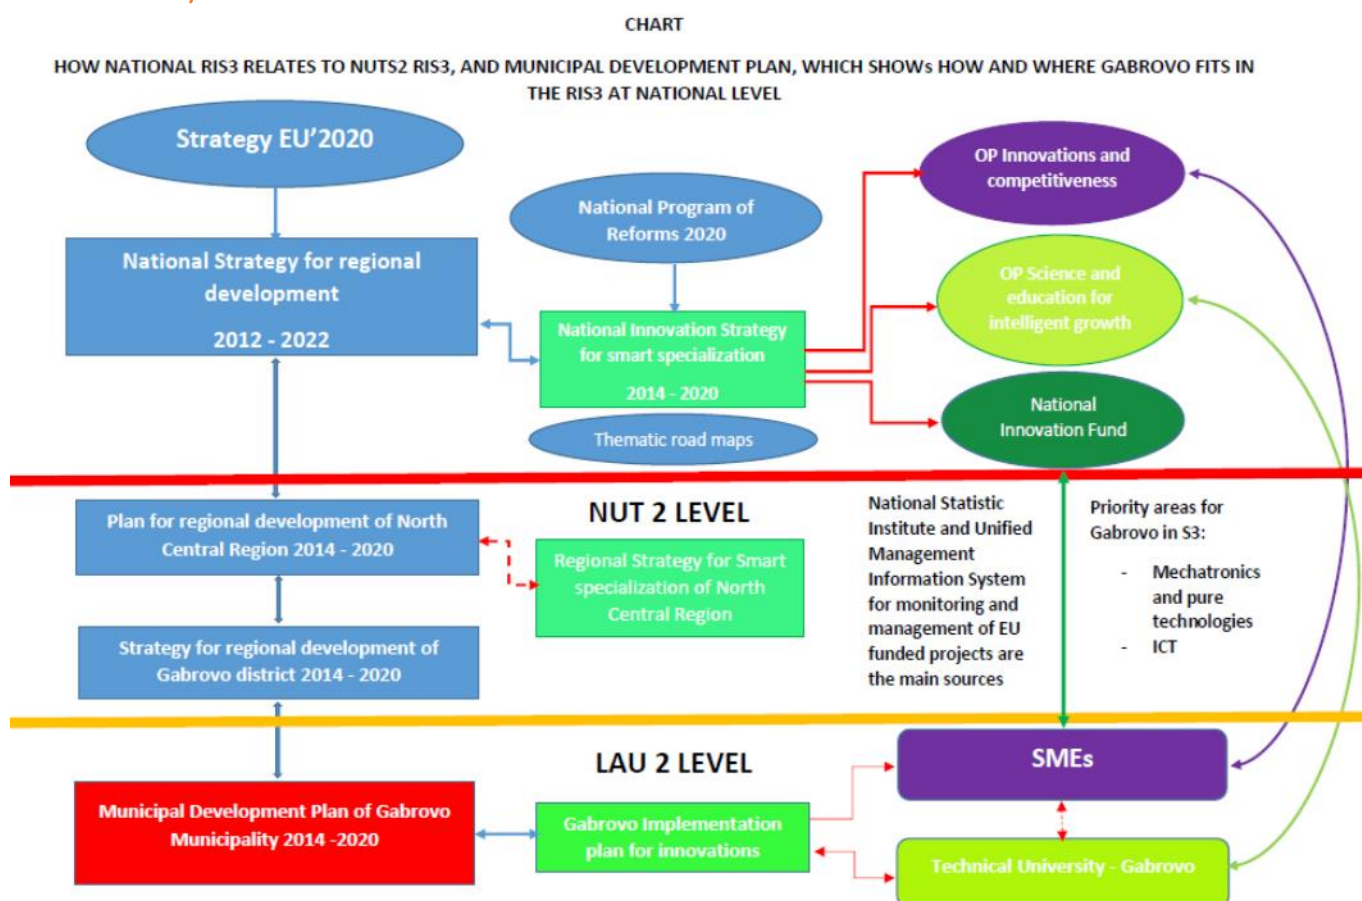 CHART
HOW NATIONAL RIS3 RELATES TO NUTS2 RIS3, AND MUNICIPAL DEVELOPMENT PLAN, WHICH SHOWs HOW AND WHERE GABROVO FITS IN
THE RIS3 AT NATIONAL LEVEL
Strategy EU'2020
National Strategy for regional
development
2012 - 2022
National Program of
Reforms 2020
National Innovation Strategy
for smart specialization
2014 - 2020
Thematic road maps
OP Innovations and
competitiveness
OP Science and
education for
intelligent growth
National
Innovation Fund
Plan for regional development of North
Central Region 2014 - 2020
Strategy for regional development of
Gabrovo district 2014 - 2020
NUT 2 LEVEL
Regional Strategy for Smart
specialization of North
Central Region
National Statistic
Institute and Unified
Management
Information System
for monitoring and
management of EU
funded projects are
the main sources
Priority areas for
Gabrovo in S3:
- Mechatronics
and pure
technologies
- ICT
Municipal Development Plan of Gabrovo
Municipality 2014 -2020
LAU 2 LEVEL
Gabrovo Implementation
plan for innovations
SMEs
Technical University - Gabrovo